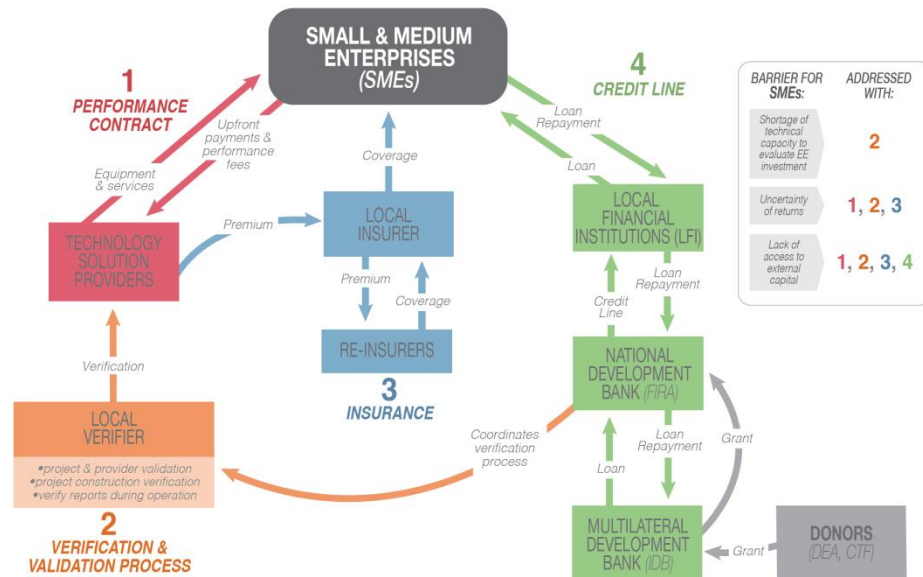 SMALL & MEDIUM
ENTERPRISES
(SMEs)
1
PERFORMANCE
CONTRACT
4
CREDIT LINE
Upfront
payments &
performance
fees
Equipment
& services
Coverage
Loan
Repayment
Loan
TECHNOLOGY
SOLUTION
PROVIDERS
Premium
LOCAL
INSURER
LOCAL
FINANCIAL
INSTITUTIONS (LFI)
Premium
Coverage
Credit
Line
Loan
Repayment
RE-INSURERS
3
INSURANCE
NATIONAL
DEVELOPMENT
BANK (FIRA)
Verification
LOCAL
VERIFIER
•project & provider validation
•project construction verification
•verify reports during operation
2
VERIFICATION &
VALIDATION PROCESS
Coordinates
verification
process
Loan
Loan
Repayment
Grant
MULTILATERAL
DEVELOPMENT
BANK (IDB)
Grant
DONORS
(DEA, CTF)
BARRIER FOR
SMEs:
ADDRESSED
WITH:
Shortage of
technical
capacity to
evaluate EE
investment
2
Uncertainty
of returns
1, 2, 3
Lack of
access to
external
capital
1, 2, 3, 4